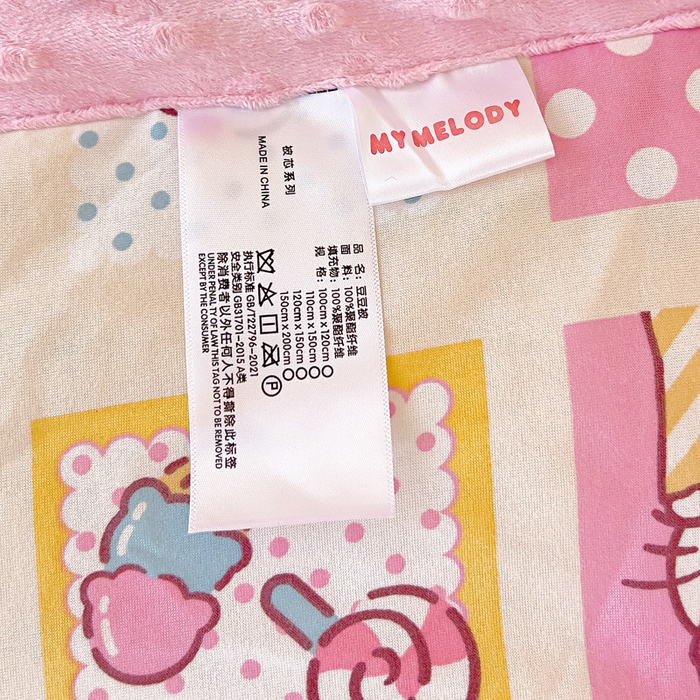 MY MELODY
被芯系列
MADE IN CHINA
品 名：豆豆被
面 料：100%聚酯纤维
填充物：100%聚酯纤维
规 格：100cm x 120cm
110cm x 150cm
120cm x 150cm
150cm x 200cm
P
执行标准 GB/T22796-2021
安全类别 GB31701-2015 A类
除消费者以外任何人不得撕除此标签
UNDER PENALTY OF LAW THIS TAG NOT TO BE REMOVED
EXCEPT BY THE CONSUMER